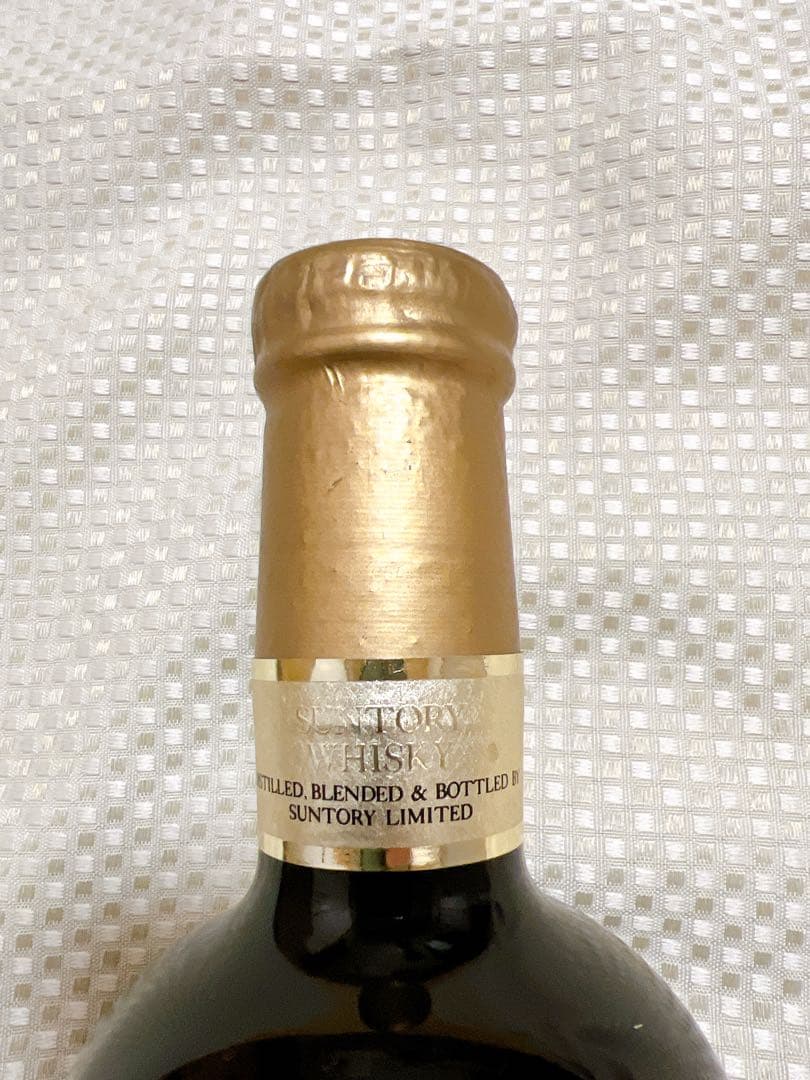 SUNTORY
WHISKY
DISTILLED, BLENDED & BOTTLED BY
SUNTORY LIMITED